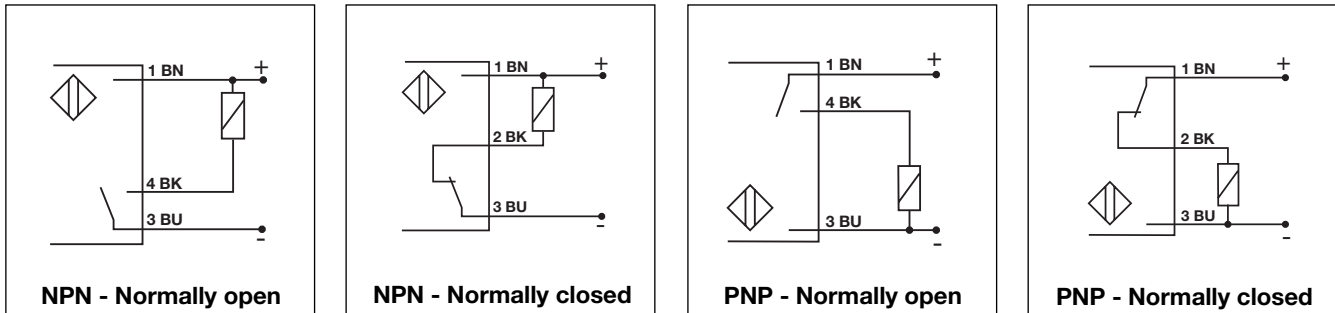 1 BN
+
4 BK
3 BU
-
NPN - Normally open
1 BN
+
2 BK
3 BU
-
NPN - Normally closed
1 BN
+
4 BK
3 BU
-
PNP - Normally open
1 BN
+
2 BK
3 BU
-
PNP - Normally closed